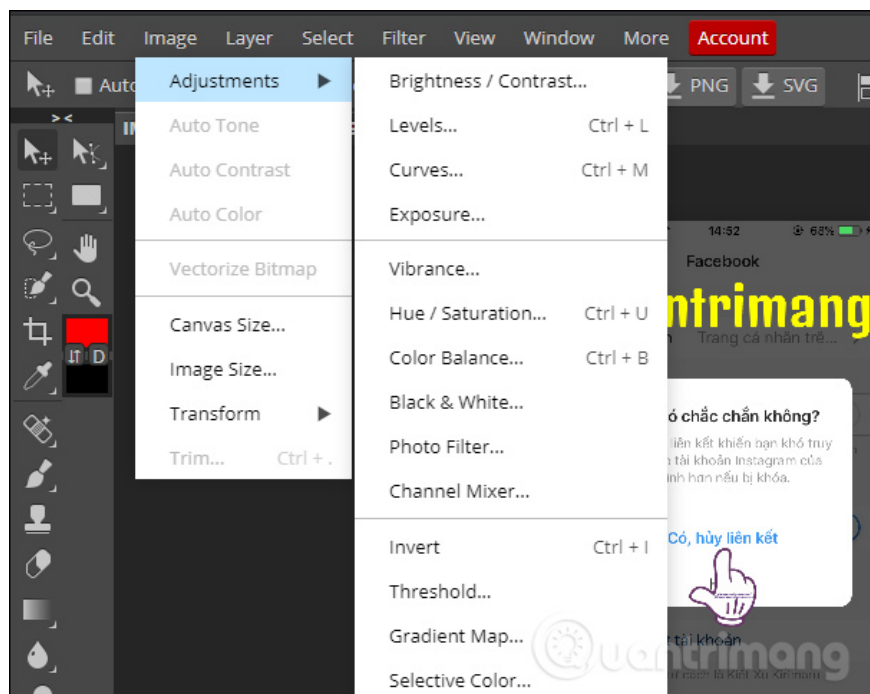 File Edit Image Layer Select Filter View Window More Account
PNG SVG
Adjustments
Auto Tone
Auto Contrast
Auto Color
Vectorize Bitmap
Canvas Size...
Image Size...
Transform
Trim... Ctrl + .
Brightness / Contrast...
Levels... Ctrl + L
Curves... Ctrl + M
Exposure...
Vibrance...
Hue / Saturation... Ctrl + U
Color Balance... Ctrl + B
Black & White...
Photo Filter...
Channel Mixer...
Invert Ctrl + I
Threshold...
Gradient Map...
Selective Color...
D
14:52 68%
Facebook
ntrimang
Trang cá nhân trê...
ó chắc chắn không?
liên kết khiến bạn khó truy
tài khoản Instagram của
ình hơn nếu bị khóa.
Có, hủy liên kết
tài khoản
Quantrimang